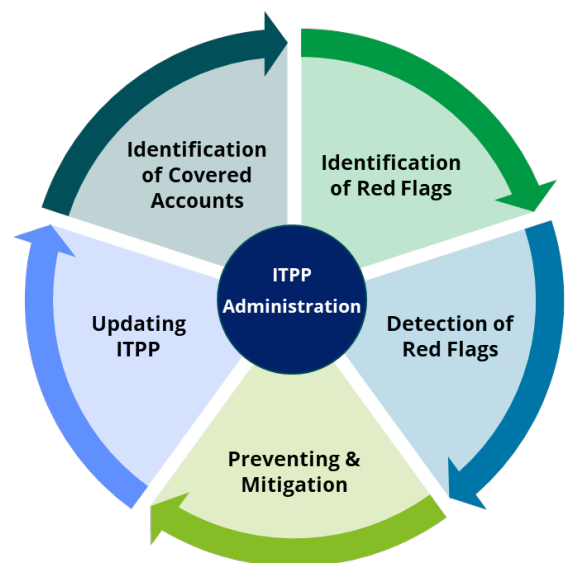 Identification
of Covered
Accounts
Identification
of Red Flags
ITPP
Administration
Updating
ITPP
Detection of
Red Flags
Preventing &
Mitigation